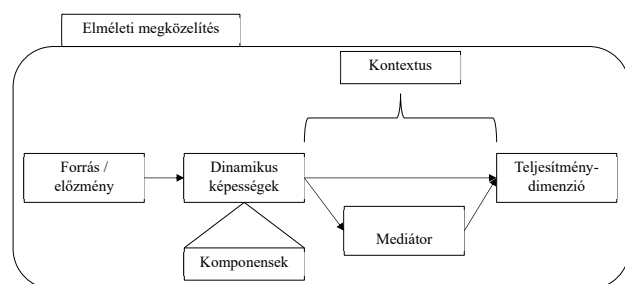 Elméleti megközelítés
Kontextus
Forrás /
előzmény
Dinamikus
képességek
Teljesítmény-
dimenzió
Mediátor
Komponensek